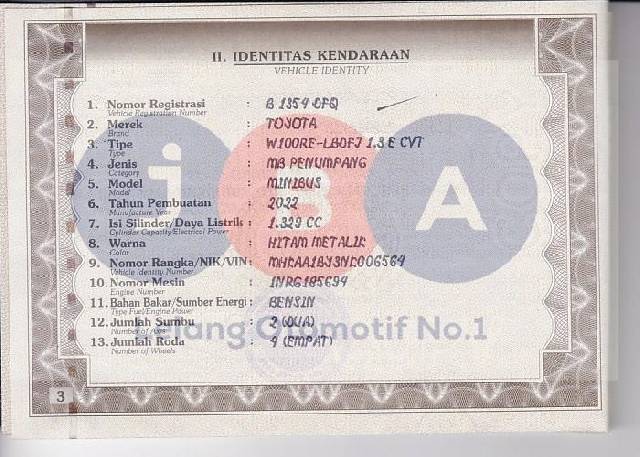 II. IDENTITAS KENDARAAN
VEHICLE IDENTITY
1. Nomor Registrasi : B 1354 CFQ
Vehicle Registration Number
2. Merek : TOYOTA
Brand
3. Tipe : W100RE-LBDFJ 1.3 E CVT
Type
4. Jenis : MB PENUMPANG
Category
5. Model : MINIBUS
Model
6. Tahun Pembuatan : 2022
Manufacture Year
7. Isi Silinder/Daya Listrik : 1.329 CC
Cylinder Capacity/Electrical Power
8. Warna : HITAM METALIK
Color
9. Nomor Rangka/NIK/VIN :
Vehicle Identity Number
10. Nomor Mesin : 1NRG185694
Engine Number
11. Bahan Bakar/Sumber Energi : BENSIN
Type Fuel/Engine Power
12. Jumlah Sumbu : 2 (DUA)
Number of Axes
13. Jumlah Roda : 4 (EMPAT)
Number of Wheels
3
i B A
Lelang Otomotif No.1